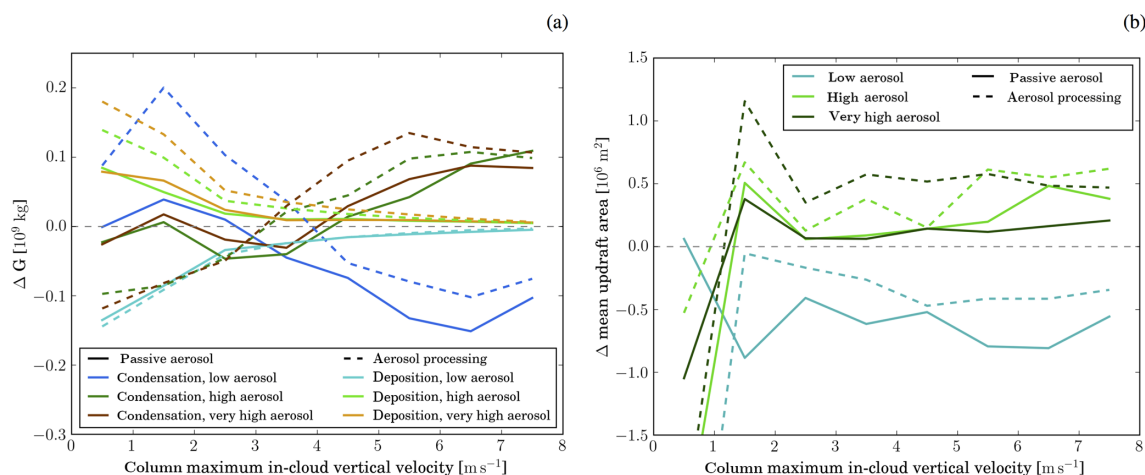 (a)
(b)
0.2
0.1
0.0
−0.1
−0.2
−0.3
Δ G [10⁹ kg]
Passive aerosol
Aerosol processing
Condensation, low aerosol
Deposition, low aerosol
Condensation, high aerosol
Deposition, high aerosol
Condensation, very high aerosol
Deposition, very high aerosol
0 1 2 3 4 5 6 7 8
Column maximum in-cloud vertical velocity [m s⁻¹]
1.5
1.0
0.5
0.0
−0.5
−1.0
−1.5
Δ mean updraft area [10⁶ m²]
Low aerosol
Passive aerosol
High aerosol
Aerosol processing
Very high aerosol
0 1 2 3 4 5 6 7 8
Column maximum in-cloud vertical velocity [m s⁻¹]